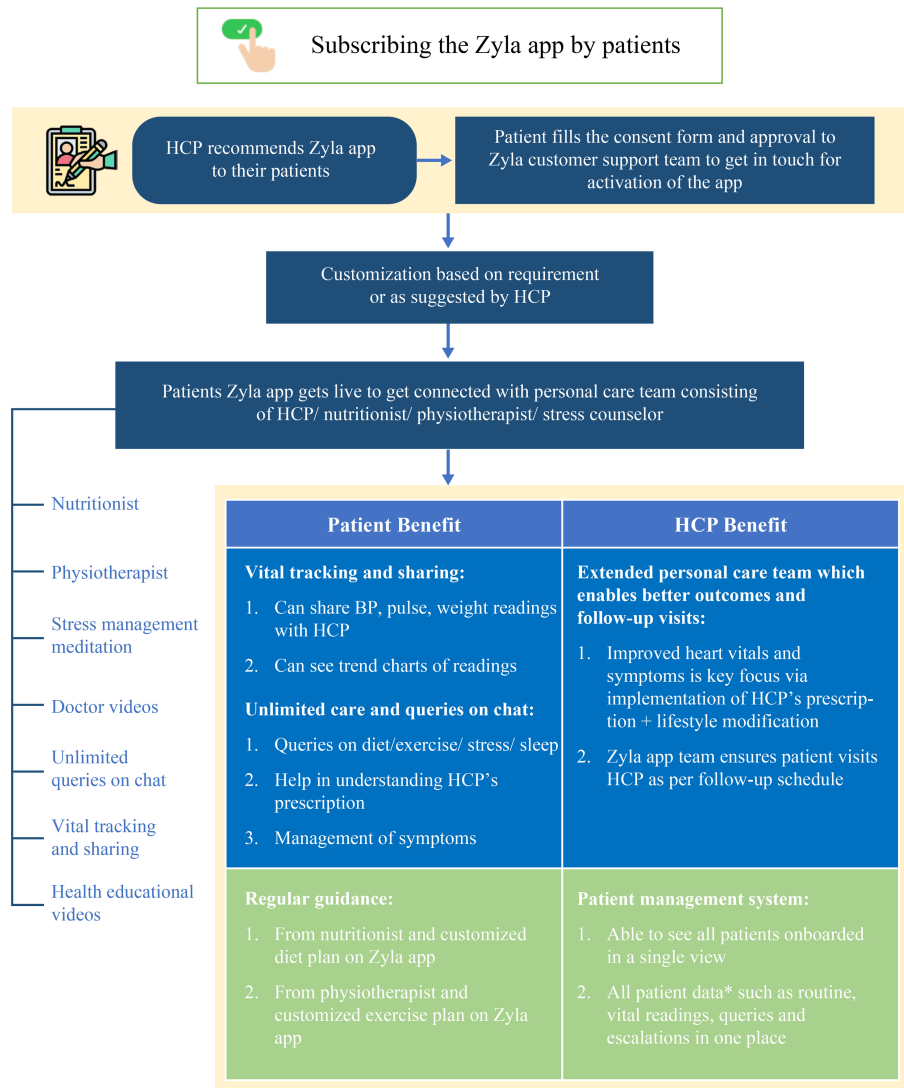 Subscribing the Zyla app by patients
HCP recommends Zyla app
to their patients
Patient fills the consent form and approval to
Zyla customer support team to get in touch for
activation of the app
Customization based on requirement
or as suggested by HCP
Patients Zyla app gets live to get connected with personal care team consisting
of HCP/ nutritionist/ physiotherapist/ stress counselor
Nutritionist
Physiotherapist
Stress management
meditation
Doctor videos
Unlimited
queries on chat
Vital tracking
and sharing
Health educational
videos
Patient Benefit
Vital tracking and sharing:
1. Can share BP, pulse, weight readings
with HCP
2. Can see trend charts of readings
Unlimited care and queries on chat:
1. Queries on diet/exercise/ stress/ sleep
2. Help in understanding HCP's
prescription
3. Management of symptoms
Regular guidance:
1. From nutritionist and customized
diet plan on Zyla app
2. From physiotherapist and
customized exercise plan on Zyla
app
HCP Benefit
Extended personal care team which
enables better outcomes and
follow-up visits:
1. Improved heart vitals and
symptoms is key focus via
implementation of HCP's prescrip-
tion + lifestyle modification
2. Zyla app team ensures patient visits
HCP as per follow-up schedule
Patient management system:
1. Able to see all patients onboarded
in a single view
2. All patient data* such as routine,
vital readings, queries and
escalations in one place